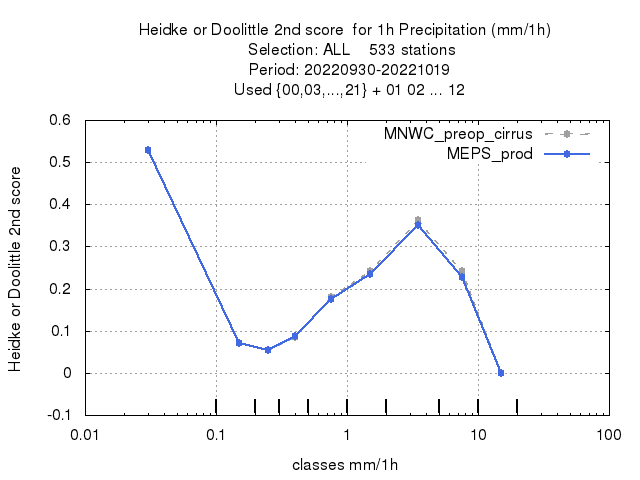 Heidke or Doolittle 2nd score  for 1h Precipitation (mm/1h)
Selection: ALL    533 stations
Period: 20220930-20221019
Used {00,03,...,21} + 01 02 ... 12
MNWC_preop_cirrus
MEPS_prod
Heidke or Doolittle 2nd score
0.6
0.5
0.4
0.3
0.2
0.1
0
-0.1
0.01 0.1 1 10 100
classes mm/1h